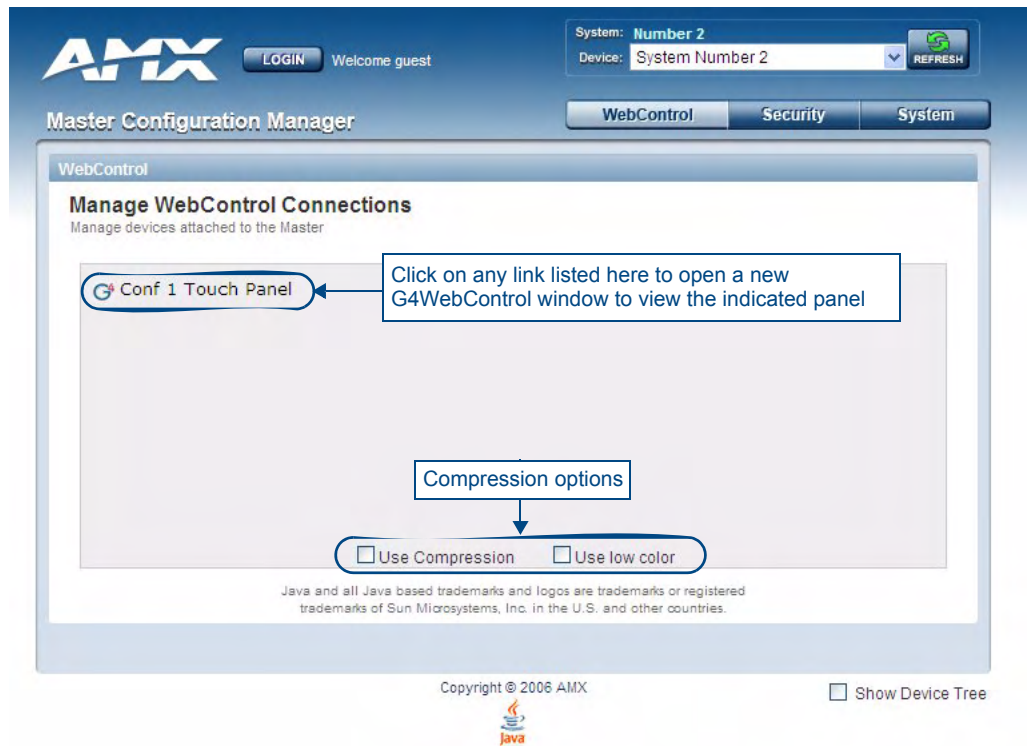 AMX
LOGIN Welcome guest
System: Number 2
Device: System Number 2
REFRESH
Master Configuration Manager
WebControl Security System
WebControl
Manage WebControl Connections
Manage devices attached to the Master
G4 Conf 1 Touch Panel
Click on any link listed here to open a new
G4WebControl window to view the indicated panel
Compression options
Use Compression Use low color
Java and all Java based trademarks and logos are trademarks or registered
trademarks of Sun Microsystems, Inc. in the U.S. and other countries.
Copyright © 2006 AMX
Show Device Tree
Java